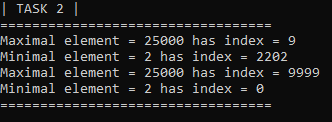 | TASK 2 |
==================================
Maximal element = 25000 has index = 9
Minimal element = 2 has index = 2202
Maximal element = 25000 has index = 9999
Minimal element = 2 has index = 0
==================================